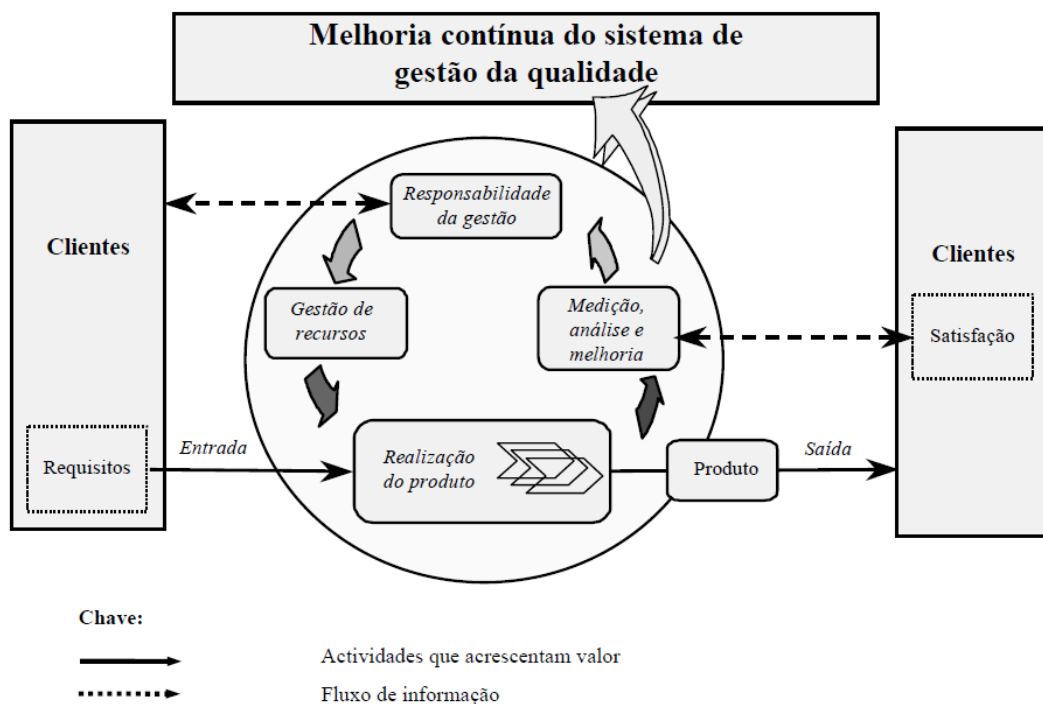 Melhoria contínua do sistema de
gestão da qualidade
Clientes
Requisitos
Entrada
Responsabilidade
da gestão
Gestão de
recursos
Medição,
análise e
melhoria
Realização
do produto
Produto
Saída
Clientes
Satisfação
Chave:
Actividades que acrescentam valor
Fluxo de informação